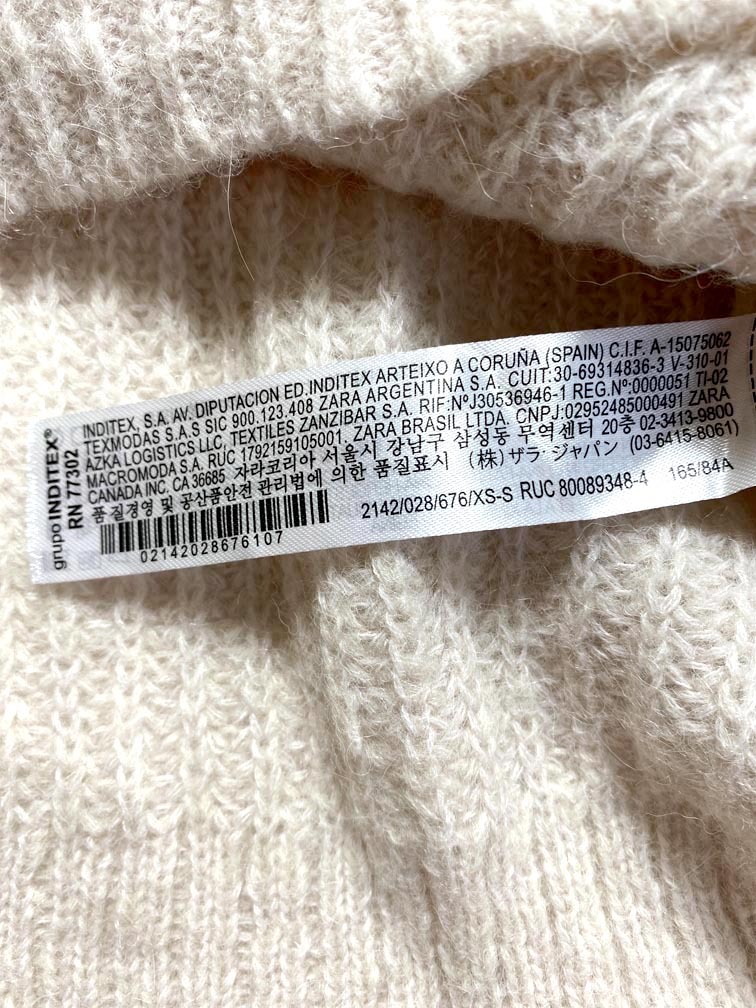 grupo INDITEX®
RN 77302
INDITEX, S.A. AV. DIPUTACION ED.INDITEX ARTEIXO A CORUÑA (SPAIN) C.I.F. A-15075062
TEXMODAS S.A.S SIC 900.123.408 ZARA ARGENTINA S.A. CUIT:30-69314836-3 V-310-01
AZKA LOGISTICS LLC, TEXTILES ZANZIBAR S.A. RIF:NºJ30536946-1 REG.Nº:0000051 TI-02
MACROMODA S.A. RUC 1792159105001. ZARA BRASIL LTDA. CNPJ:02952485000491 ZARA
CANADA INC. CA 36685 자라코리아 서울시 강남구 삼성동 무역센터 20층 02-3413-9800
품질경영 및 공산품안전 관리법에 의한 품질표시 (株)ザラ・ジャパン (03-6415-8061)
2142/028/676/XS-S RUC 80089348-4 165/84A
02142028676107